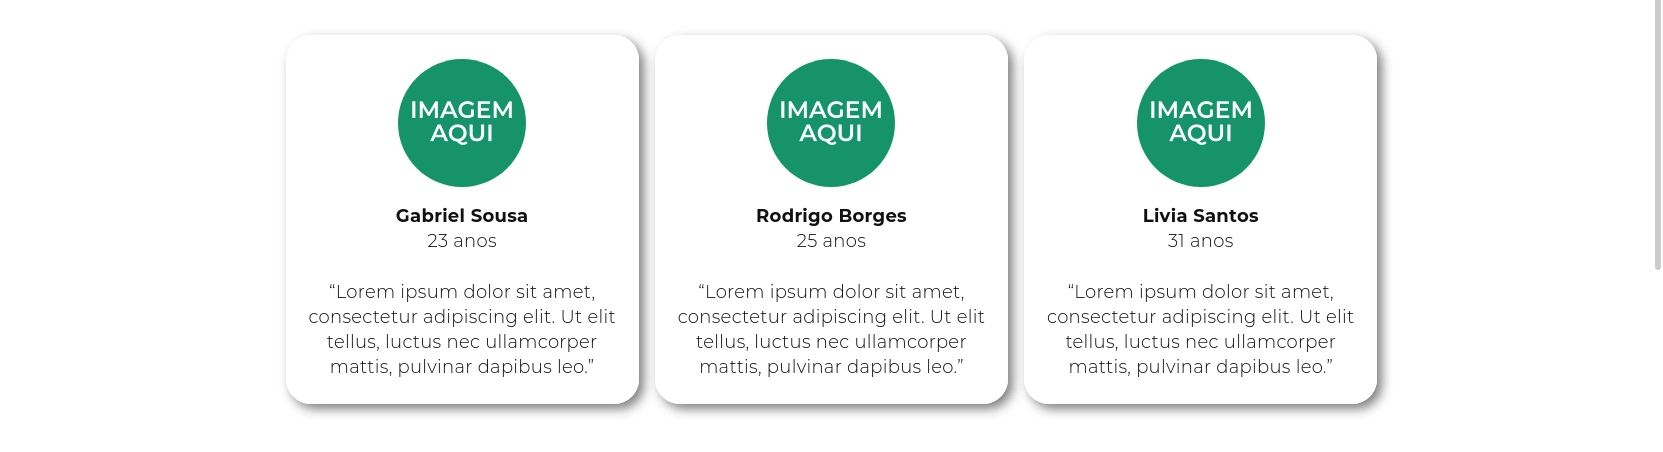 IMAGEM
AQUI
Gabriel Sousa
23 anos
“Lorem ipsum dolor sit amet,
consectetur adipiscing elit. Ut elit
tellus, luctus nec ullamcorper
mattis, pulvinar dapibus leo.”
IMAGEM
AQUI
Rodrigo Borges
25 anos
“Lorem ipsum dolor sit amet,
consectetur adipiscing elit. Ut elit
tellus, luctus nec ullamcorper
mattis, pulvinar dapibus leo.”
IMAGEM
AQUI
Livia Santos
31 anos
“Lorem ipsum dolor sit amet,
consectetur adipiscing elit. Ut elit
tellus, luctus nec ullamcorper
mattis, pulvinar dapibus leo.”